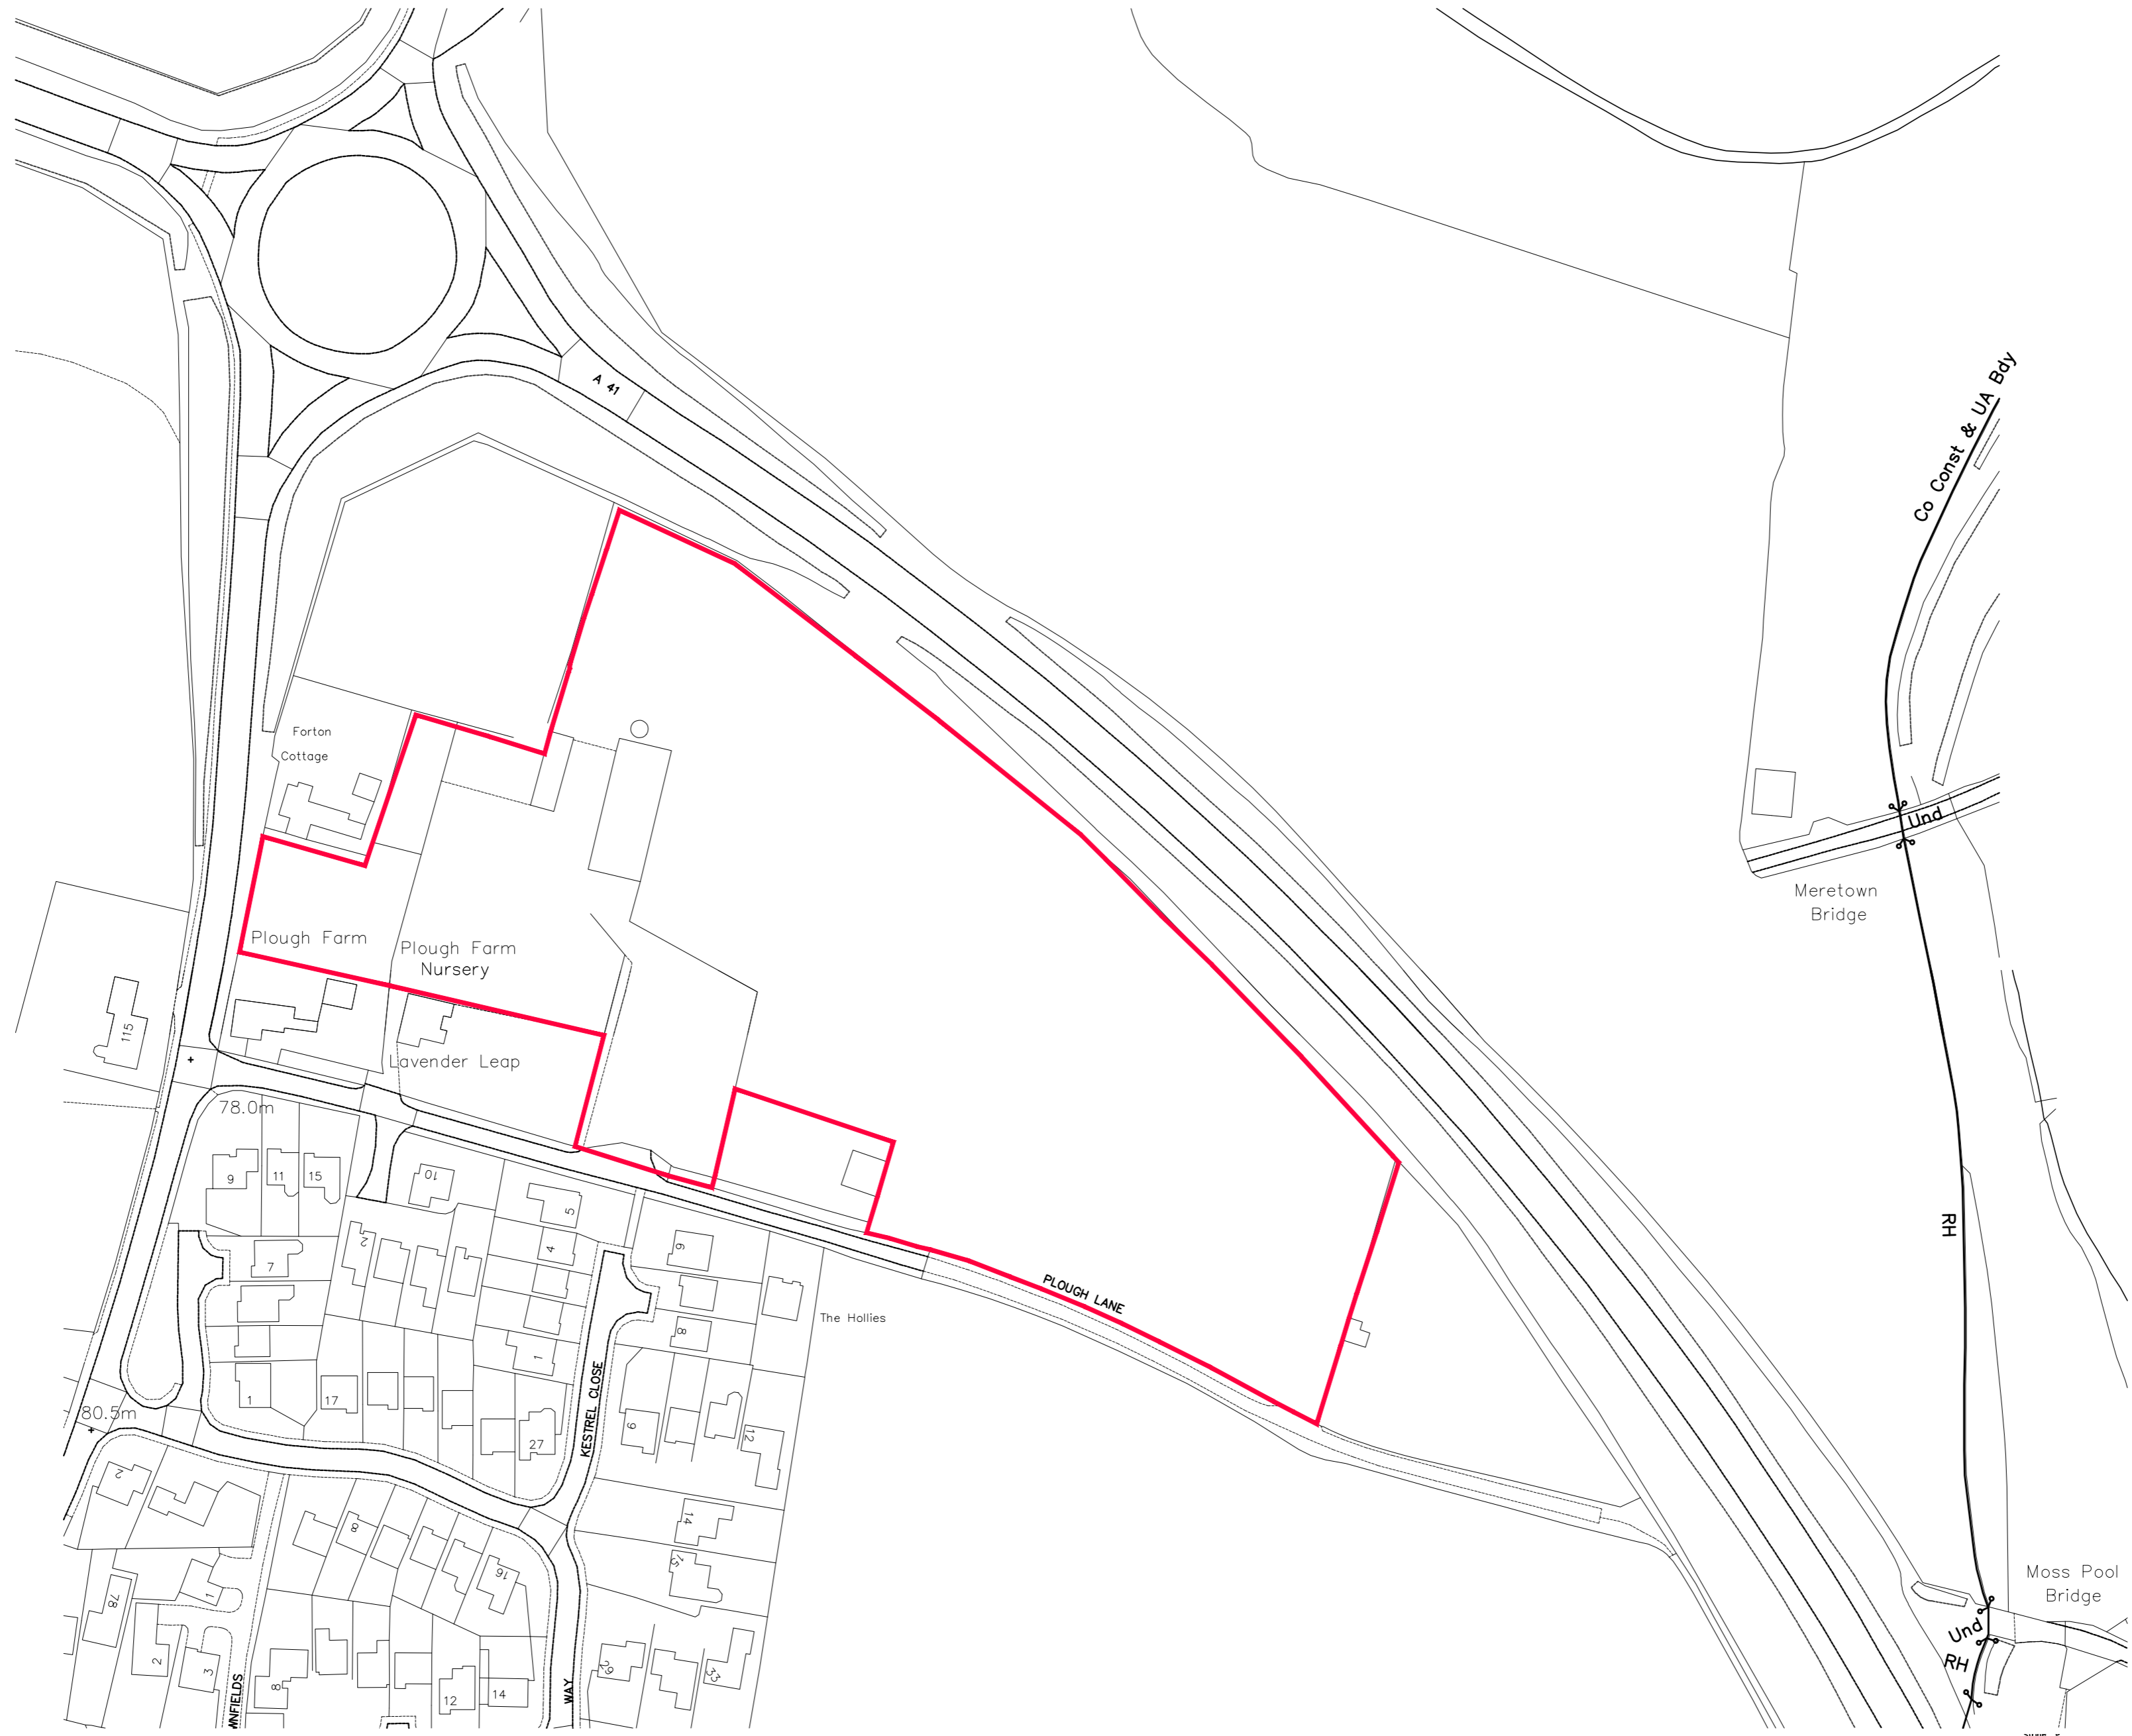 A 41
Co Const & UA Bdy
Forton
Cottage
Und
Meretown
Bridge
Plough Farm
Plough Farm
Nursery
115
Lavender Leap
78.0m
9
11
15
10
5
2
4
9
7
RH
PLOUGH LANE
The Hollies
8
1
1
17
KESTREL CLOSE
80.5m
27
6
12
2
8
14
16
15
Moss Pool
Bridge
78
1
Und
2
3
8
RH
29
33
12
14
WNFIELDS
WAY